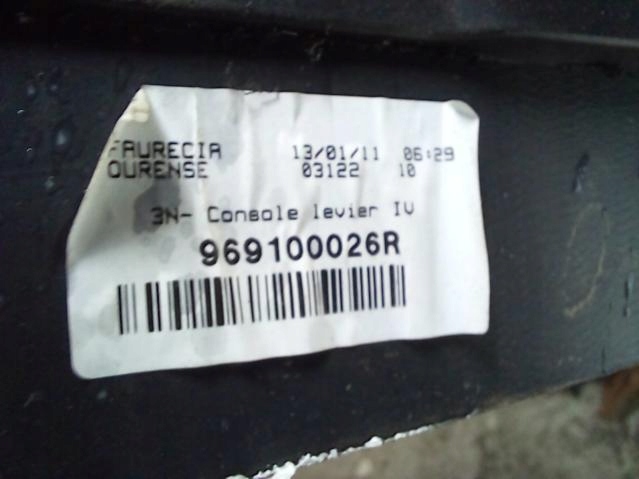 FAURECIA 13/01/11 06:29
OURENSE 03122 10
3N- Console levier IV
969100026R